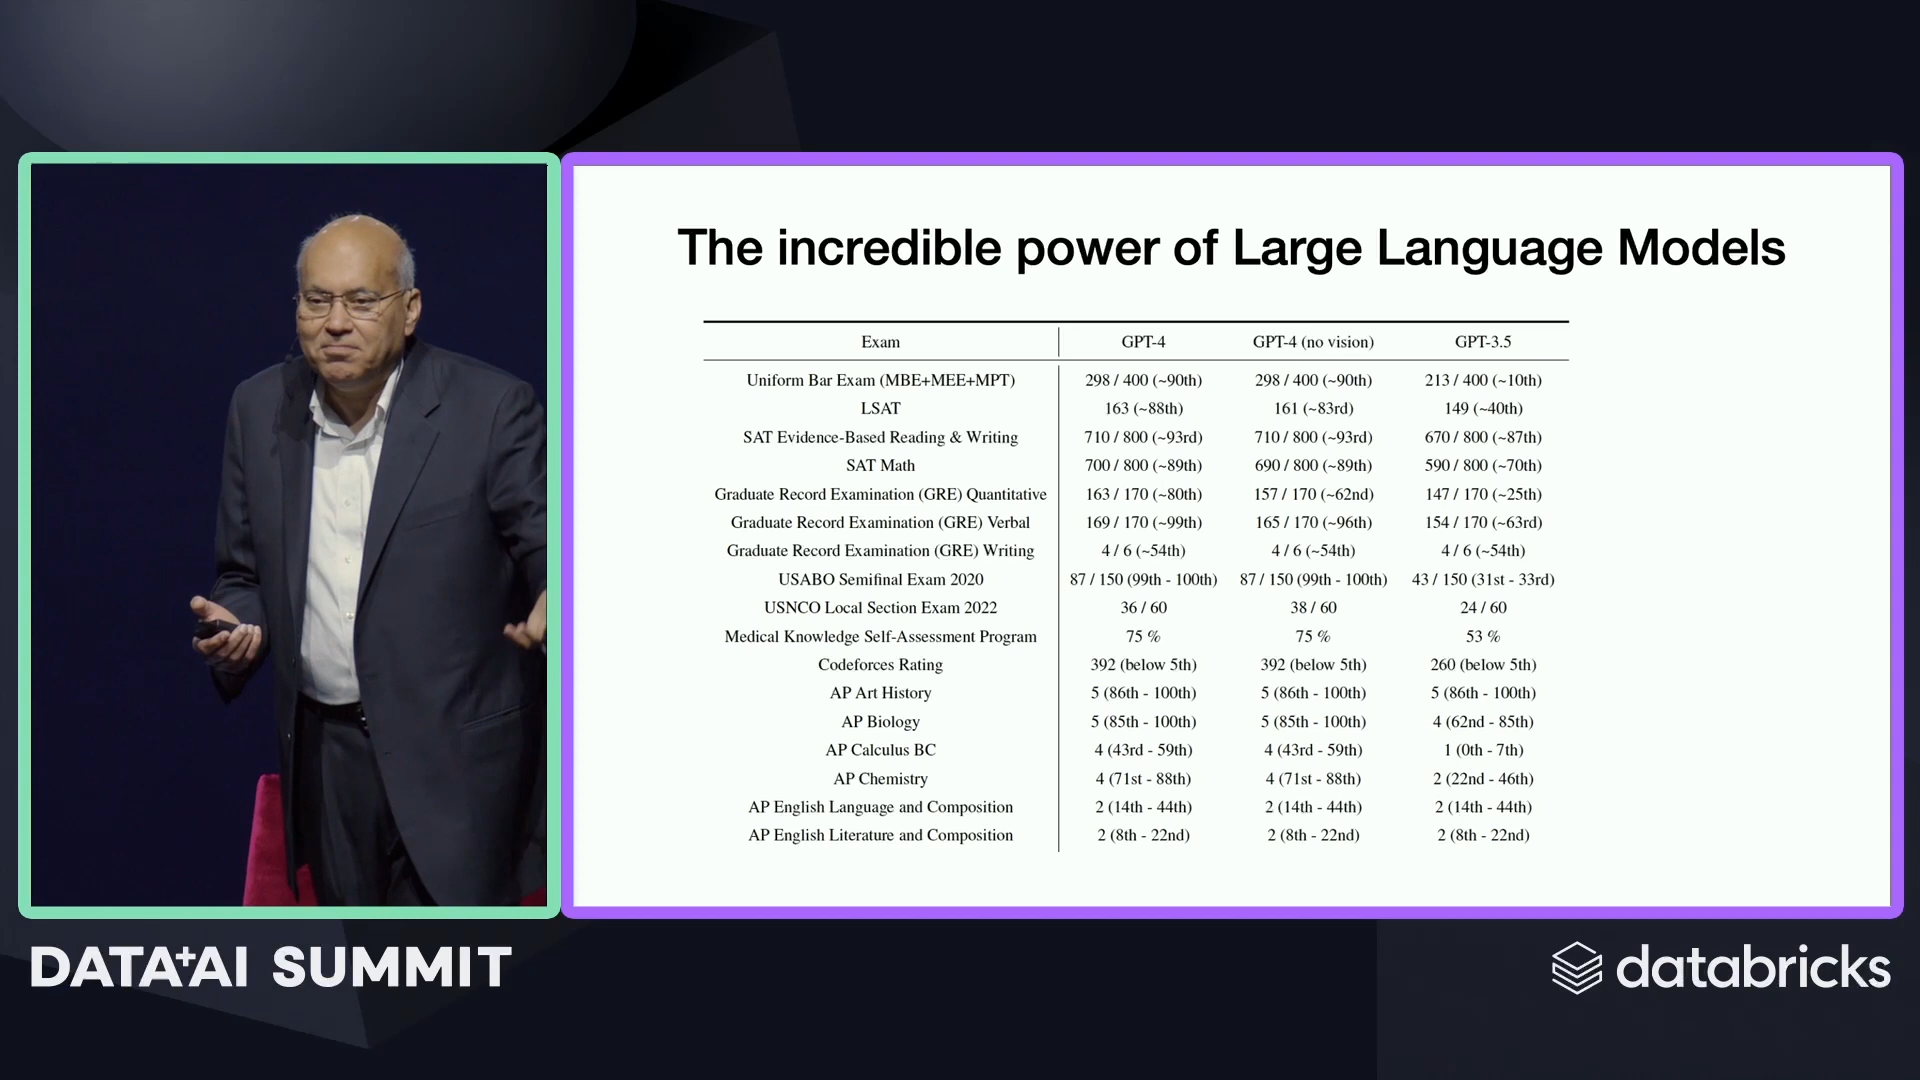 The incredible power of Large Language Models
Exam GPT-4 GPT-4 (no vision) GPT-3.5
Uniform Bar Exam (MBE+MEE+MPT) 298 / 400 (~90th) 298 / 400 (~90th) 213 / 400 (~10th)
LSAT 163 (~88th) 161 (~83rd) 149 (~40th)
SAT Evidence-Based Reading & Writing 710 / 800 (~93rd) 710 / 800 (~93rd) 670 / 800 (~87th)
SAT Math 700 / 800 (~89th) 690 / 800 (~89th) 590 / 800 (~70th)
Graduate Record Examination (GRE) Quantitative 163 / 170 (~80th) 157 / 170 (~62nd) 147 / 170 (~25th)
Graduate Record Examination (GRE) Verbal 169 / 170 (~99th) 165 / 170 (~96th) 154 / 170 (~63rd)
Graduate Record Examination (GRE) Writing 4 / 6 (~54th) 4 / 6 (~54th) 4 / 6 (~54th)
USABO Semifinal Exam 2020 87 / 150 (99th - 100th) 87 / 150 (99th - 100th) 43 / 150 (31st - 33rd)
USNCO Local Section Exam 2022 36 / 60 38 / 60 24 / 60
Medical Knowledge Self-Assessment Program 75 % 75 % 53 %
Codeforces Rating 392 (below 5th) 392 (below 5th) 260 (below 5th)
AP Art History 5 (86th - 100th) 5 (86th - 100th) 5 (86th - 100th)
AP Biology 5 (85th - 100th) 5 (85th - 100th) 4 (62nd - 85th)
AP Calculus BC 4 (43rd - 59th) 4 (43rd - 59th) 1 (0th - 7th)
AP Chemistry 4 (71st - 88th) 4 (71st - 88th) 2 (22nd - 46th)
AP English Language and Composition 2 (14th - 44th) 2 (14th - 44th) 2 (14th - 44th)
AP English Literature and Composition 2 (8th - 22nd) 2 (8th - 22nd) 2 (8th - 22nd)
DATA+AI SUMMIT
databricks